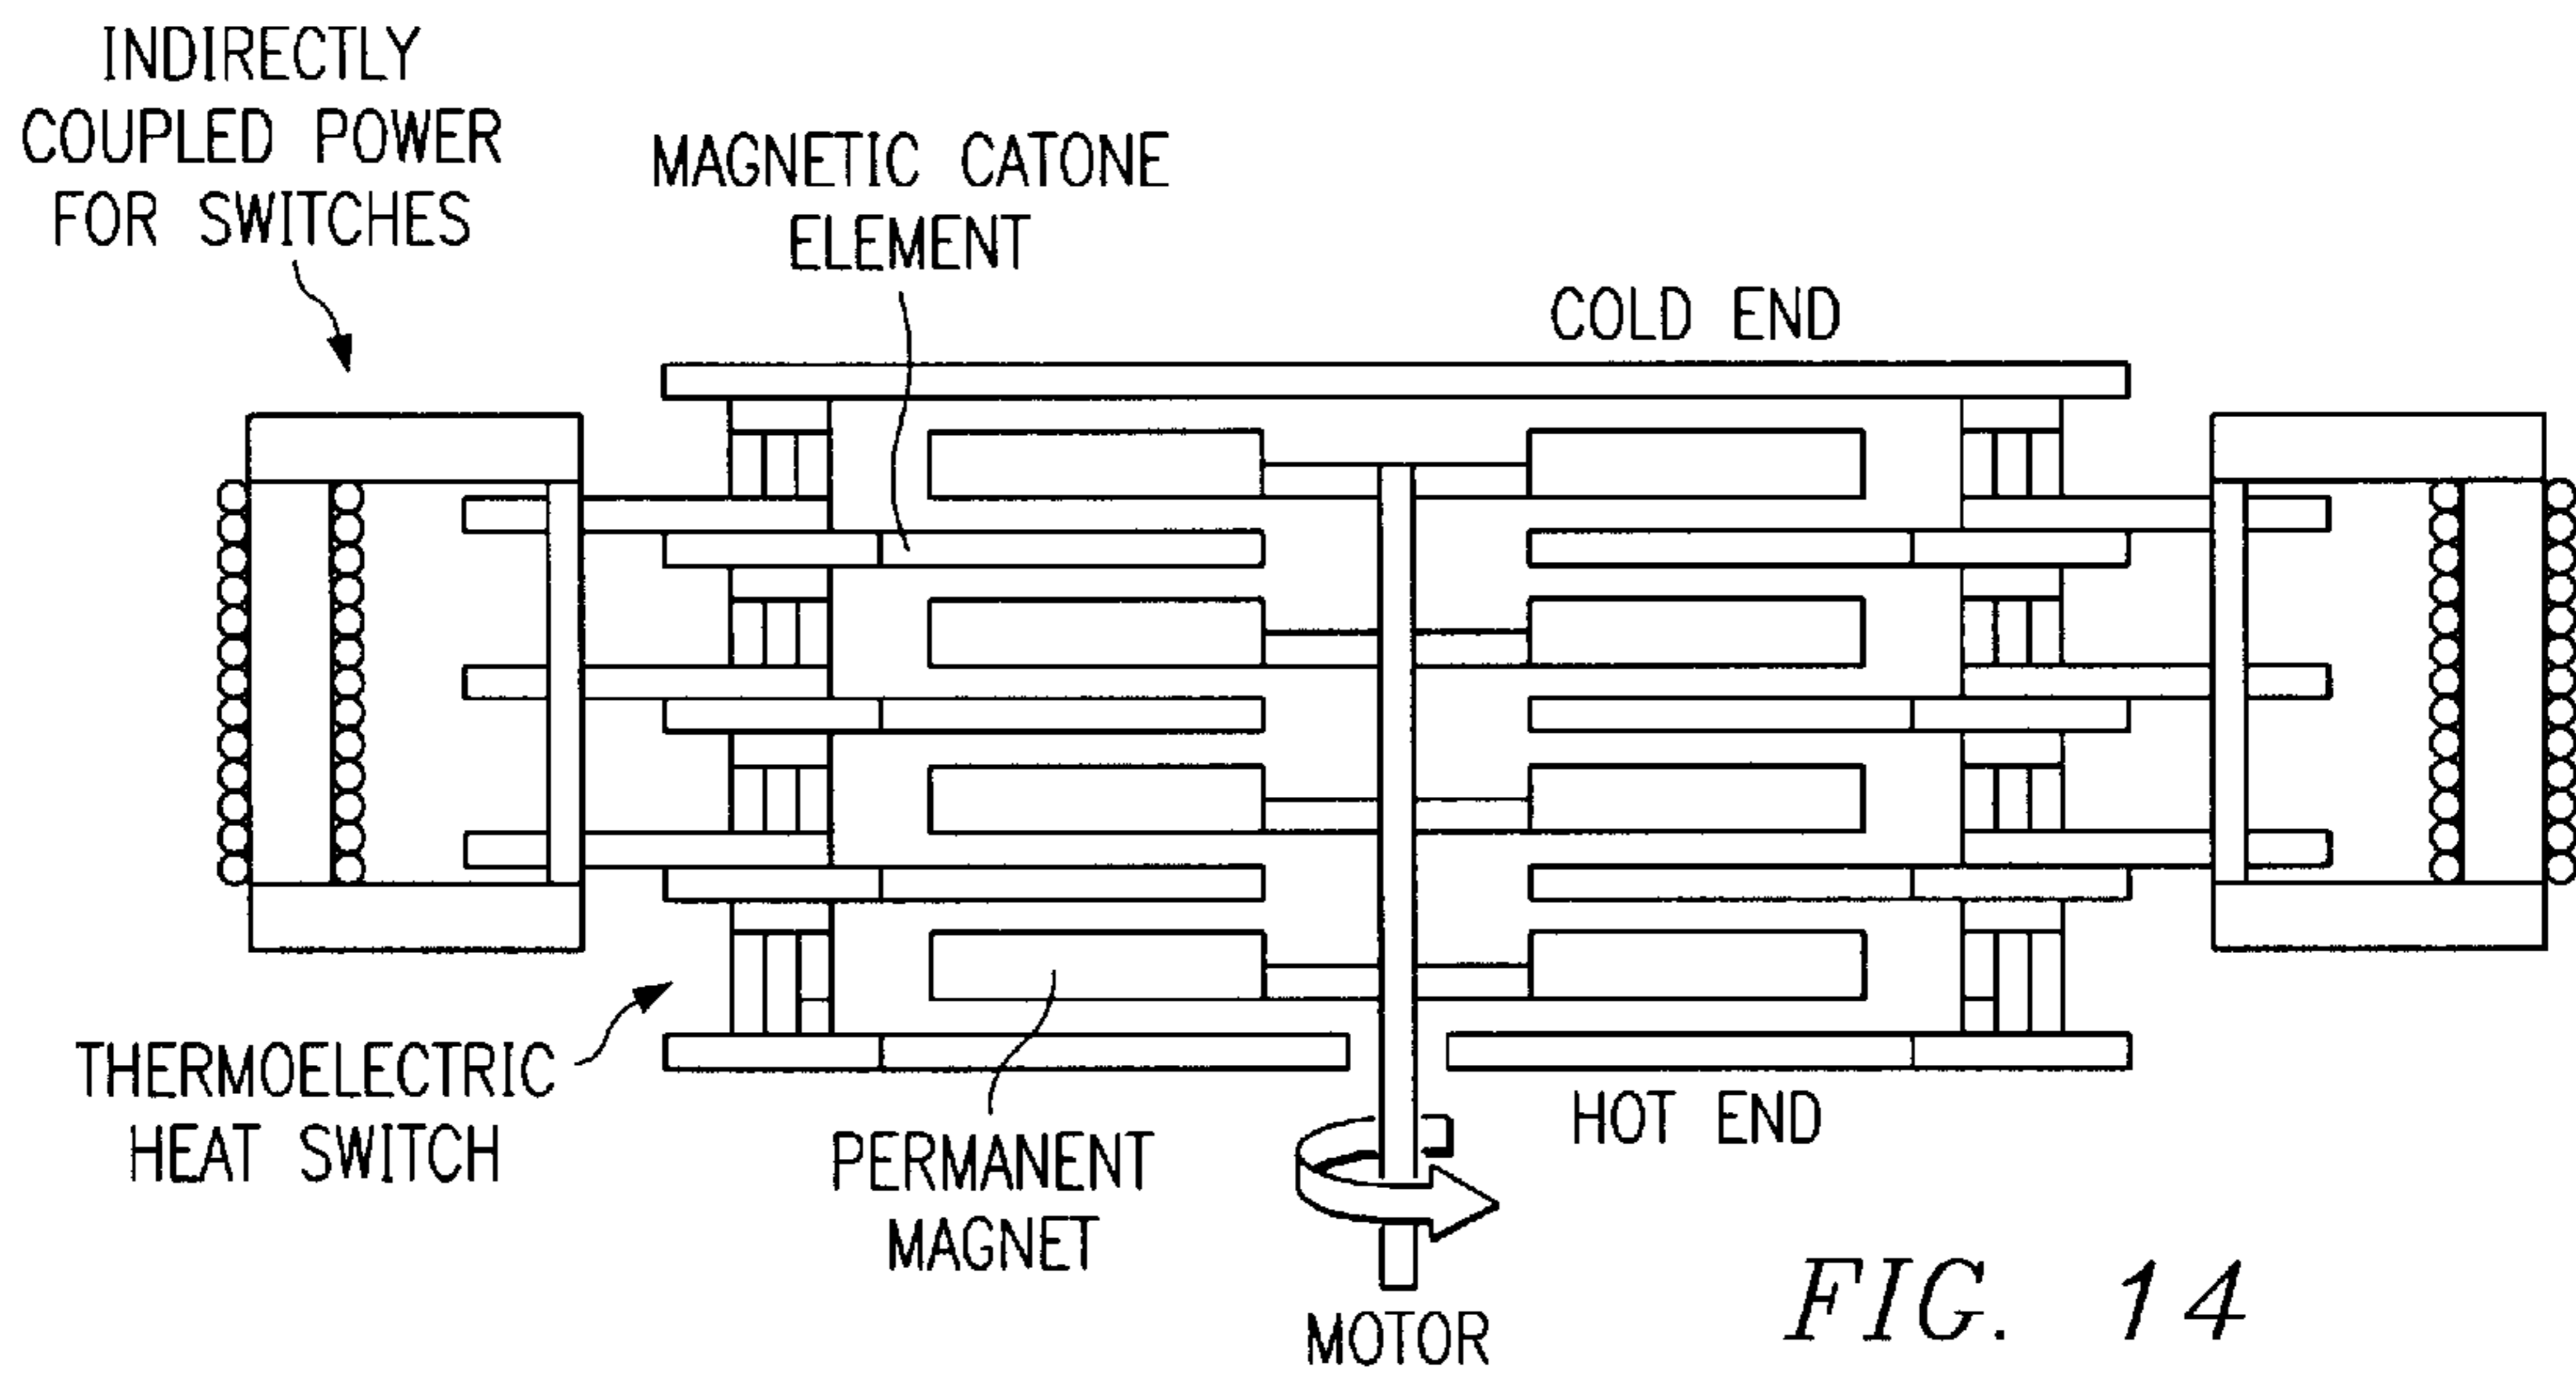 INDIRECTLY
COUPLED POWER
FOR SWITCHES
MAGNETIC CATONE
ELEMENT
COLD END
THERMOELECTRIC
HEAT SWITCH
PERMANENT
MAGNET
HOT END
MOTOR
FIG. 14